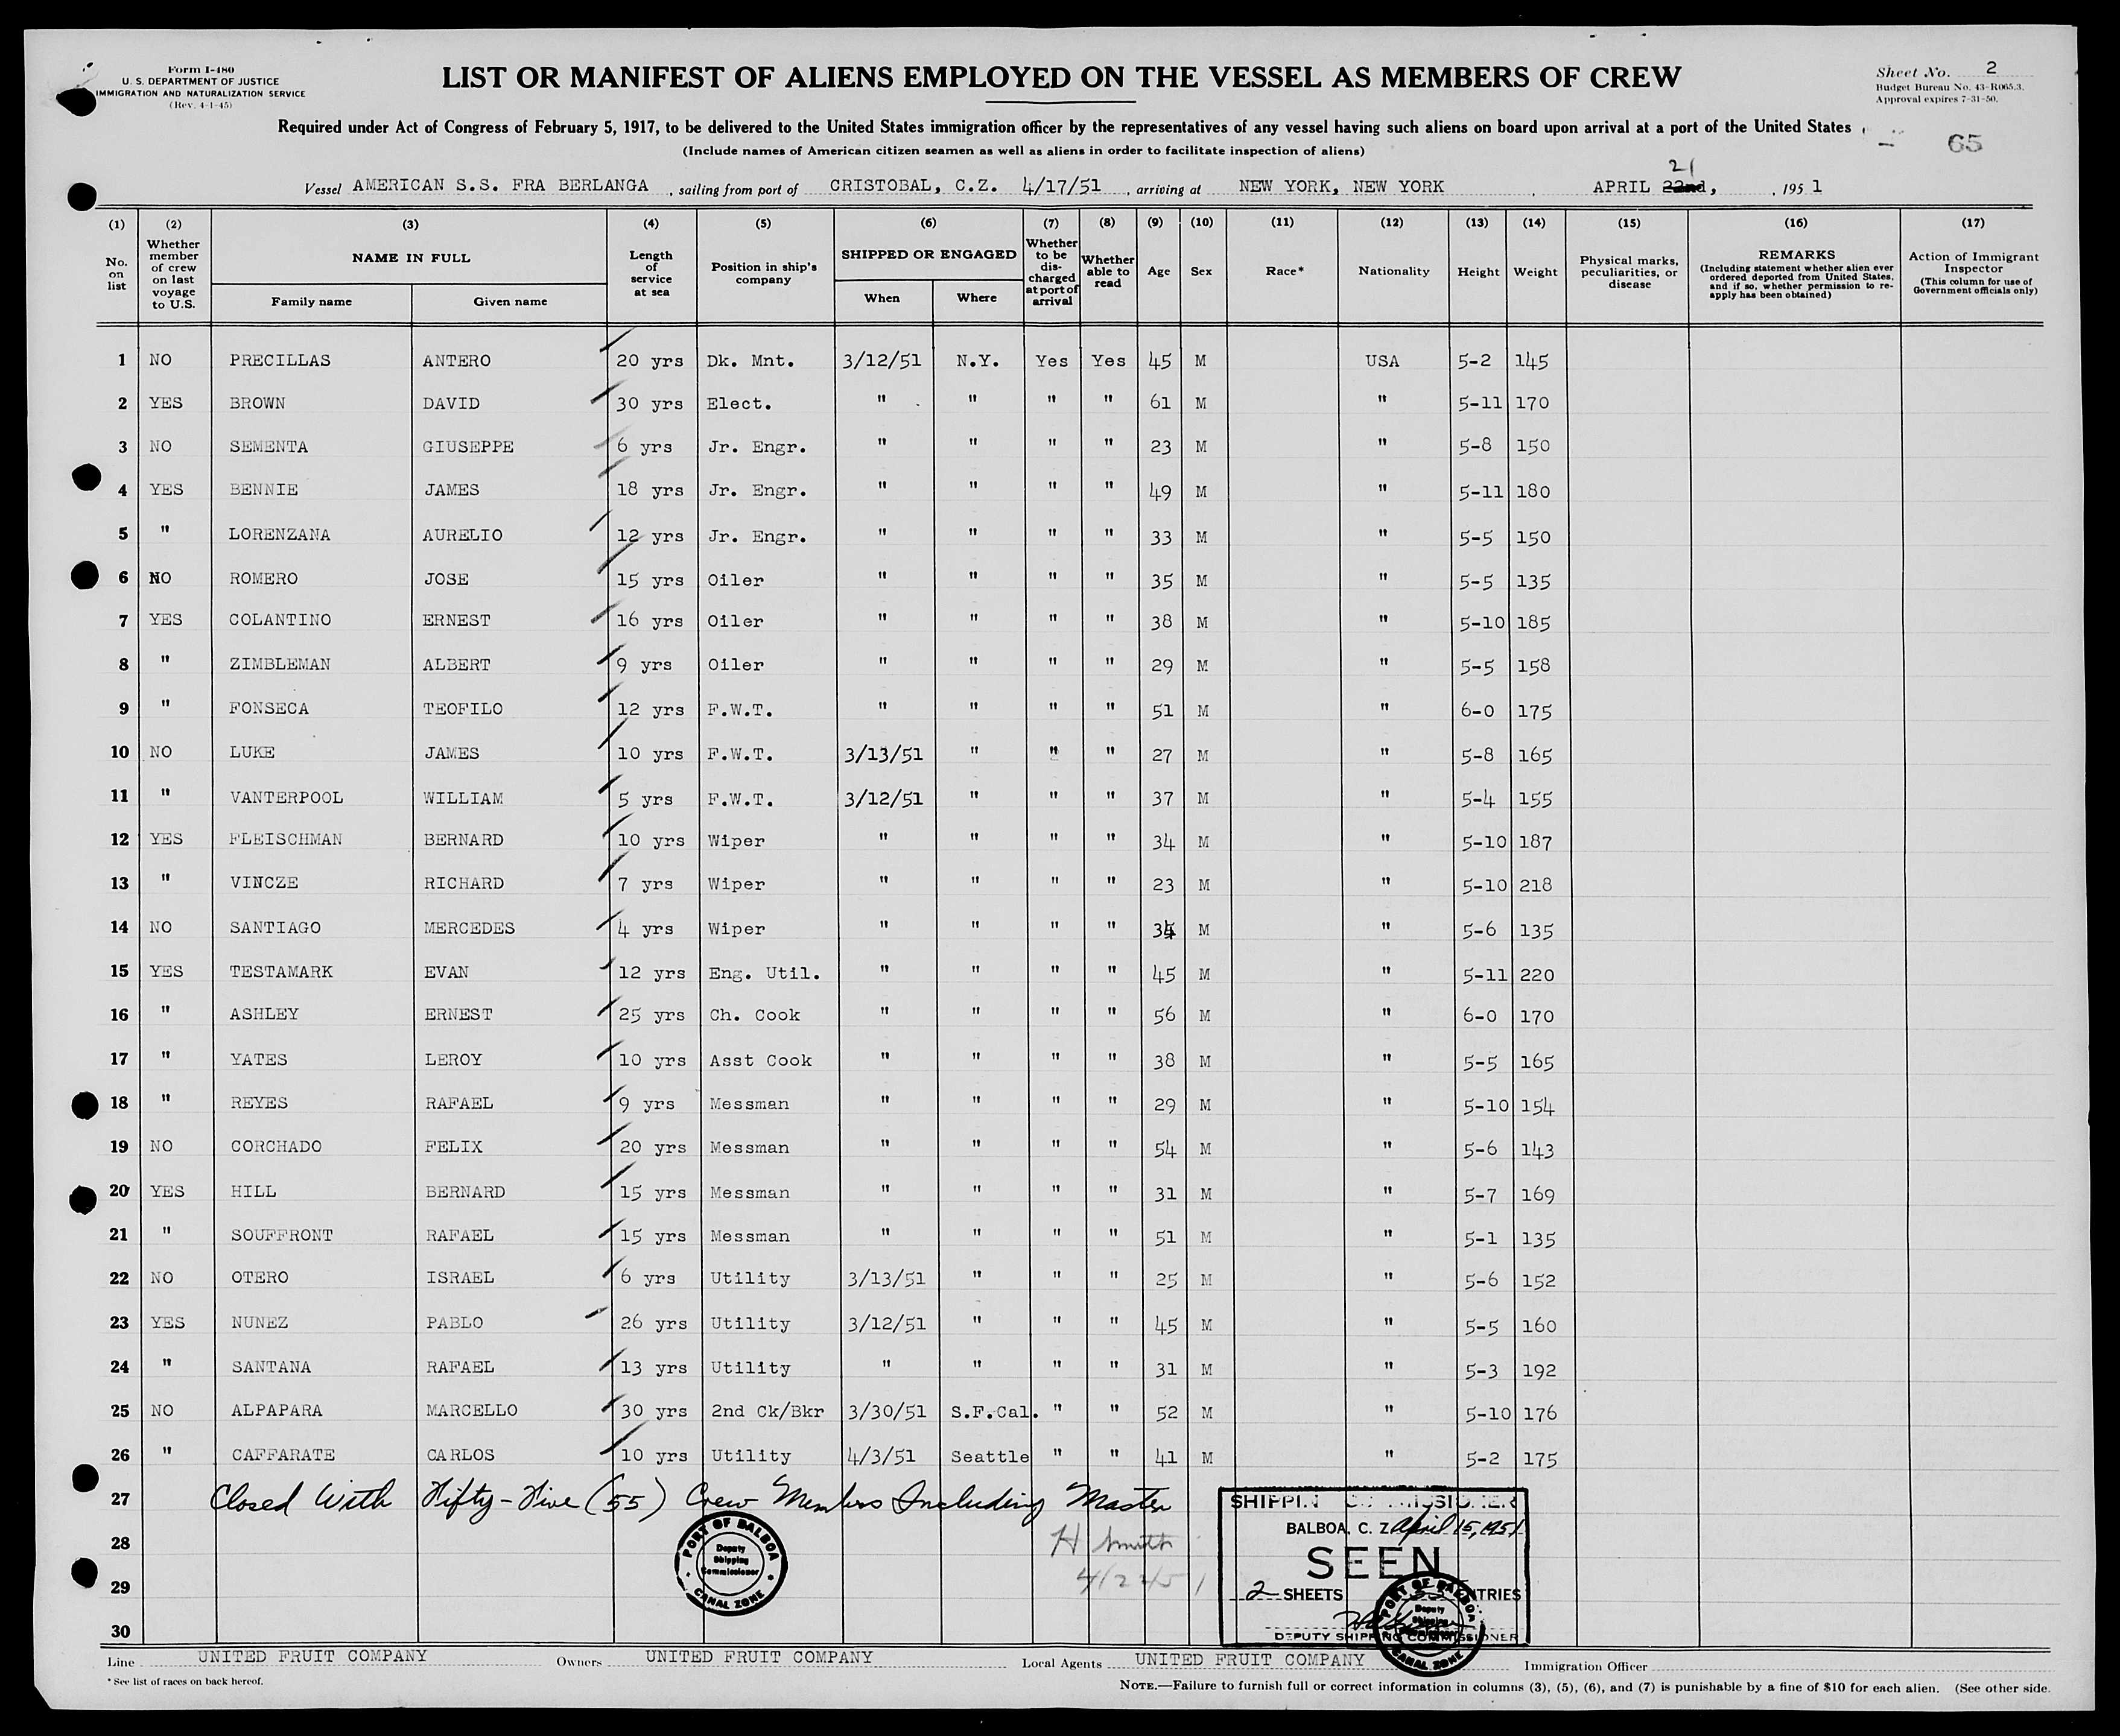 Form I-480
U. S. DEPARTMENT OF JUSTICE
IMMIGRATION AND NATURALIZATION SERVICE
(Rev. 4-1-45)
LIST OR MANIFEST OF ALIENS EMPLOYED ON THE VESSEL AS MEMBERS OF CREW
Sheet No. 2
Budget Bureau No. 43-R065.3.
Approval expires 7-31-50.
Required under Act of Congress of February 5, 1917, to be delivered to the United States immigration officer by the representatives of any vessel having such aliens on board upon arrival at a port of the United States
65
(Include names of American citizen seamen as well as aliens in order to facilitate inspection of aliens)
21
Vessel AMERICAN S.S. FRA BERLANGA, sailing from port of CRISTOBAL, C.Z. 4/17/51, arriving at NEW YORK, NEW YORK, APRIL 22nd, , 1951
(1) (2) (3) (4) (5) (6) (7) (8) (9) (10) (11) (12) (13) (14) (15) (16) (17)
No. on list
Whether member of crew on last voyage to U.S.
NAME IN FULL
Family name
Given name
Length of service at sea
Position in ship's company
SHIPPED OR ENGAGED
When
Where
Whether to be discharged at port of arrival
Whether able to read
Age
Sex
Race*
Nationality
Height
Weight
Physical marks, peculiarities, or disease
REMARKS
(Including statement whether alien ever ordered deported from United States, and if so, whether permission to re-apply has been obtained)
Action of Immigrant Inspector
(This column for use of Government officials only)
1 NO PRECILLAS ANTERO 20 yrs Dk. Mnt. 3/12/51 N.Y. Yes Yes 45 M USA 5-2 145
2 YES BROWN DAVID 30 yrs Elect. " " " " 61 M " 5-11 170
3 NO SEMENTA GIUSEPPE 6 yrs Jr. Engr. " " " " 23 M " 5-8 150
4 YES BENNIE JAMES 18 yrs Jr. Engr. " " " " 49 M " 5-11 180
5 " LORENZANA AURELIO 12 yrs Jr. Engr. " " " " 33 M " 5-5 150
6 NO ROMERO JOSE 15 yrs Oiler " " " " 35 M " 5-5 135
7 YES COLANTINO ERNEST 16 yrs Oiler " " " " 38 M " 5-10 185
8 " ZIMBLEMAN ALBERT 9 yrs Oiler " " " " 29 M " 5-5 158
9 " FONSECA TEOFILO 12 yrs F.W.T. " " " " 51 M " 6-0 175
10 NO LUKE JAMES 10 yrs F.W.T. 3/13/51 " " " 27 M " 5-8 165
11 " VANTERPOOL WILLIAM 5 yrs F.W.T. 3/12/51 " " " 37 M " 5-4 155
12 YES FLEISCHMAN BERNARD 10 yrs Wiper " " " " 34 M " 5-10 187
13 " VINCZE RICHARD 7 yrs Wiper " " " " 23 M " 5-10 218
14 NO SANTIAGO MERCEDES 4 yrs Wiper " " " " M " 5-6 135
15 YES TESTAMARK EVAN 12 yrs Eng. Util. " " " " 45 M " 5-11 220
16 " ASHLEY ERNEST 25 yrs Ch. Cook " " " " 56 M " 6-0 170
17 " YATES LEROY 10 yrs Asst Cook " " " " 38 M " 5-5 165
18 " REYES RAFAEL 9 yrs Messman " " " " 29 M " 5-10 154
19 NO CORCHADO FELIX 20 yrs Messman " " " " 54 M " 5-6 143
20 YES HILL BERNARD 15 yrs Messman " " " " 31 M " 5-7 169
21 " SOUFFRONT RAFAEL 15 yrs Messman " " " " 51 M " 5-1 135
22 NO OTERO ISRAEL 6 yrs Utility 3/13/51 " " " 25 M " 5-6 152
23 YES NUNEZ PABLO 26 yrs Utility 3/12/51 " " " 45 M " 5-5 160
24 " SANTANA RAFAEL 13 yrs Utility " " " " 31 M " 5-3 192
25 NO ALPAPARA MARCELLO 30 yrs 2nd Ck/Bkr 3/30/51 S.F.Cal. " " 52 M " 5-10 176
26 " CAFFARATE CARLOS 10 yrs Utility 4/3/51 Seattle " " 41 M " 5-2 175
27 Closed With Fifty-Five (55) Crew Members Including Master
28 H Smith
29
30
PORT OF BALBOA
Deputy Shipping Commissioner
CANAL ZONE
SHIPPING COMMISSIONER
BALBOA, C. Z. April 15, 1951
SEEN
2 SHEETS 55 ENTRIES
DEPUTY SHIPPING COMMISSIONER
PORT OF BALBOA
Deputy Shipping Commissioner
CANAL ZONE
Line UNITED FRUIT COMPANY Owners UNITED FRUIT COMPANY Local Agents UNITED FRUIT COMPANY Immigration Officer
* See list of races on back hereof.
NOTE.—Failure to furnish full or correct information in columns (3), (5), (6), and (7) is punishable by a fine of $10 for each alien. (See other side.